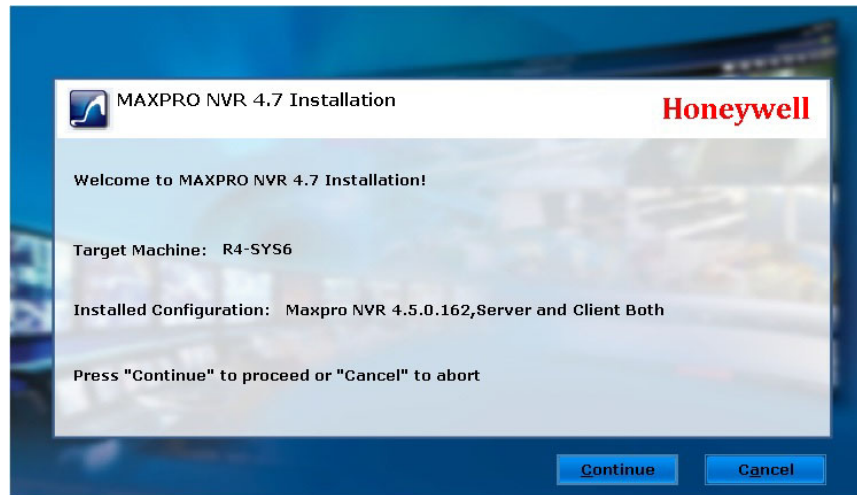 MAXPRO NVR 4.7 Installation
Honeywell
Welcome to MAXPRO NVR 4.7 Installation!
Target Machine: R4-SYS6
Installed Configuration: Maxpro NVR 4.5.0.162,Server and Client Both
Press "Continue" to proceed or "Cancel" to abort
Continue
Cancel